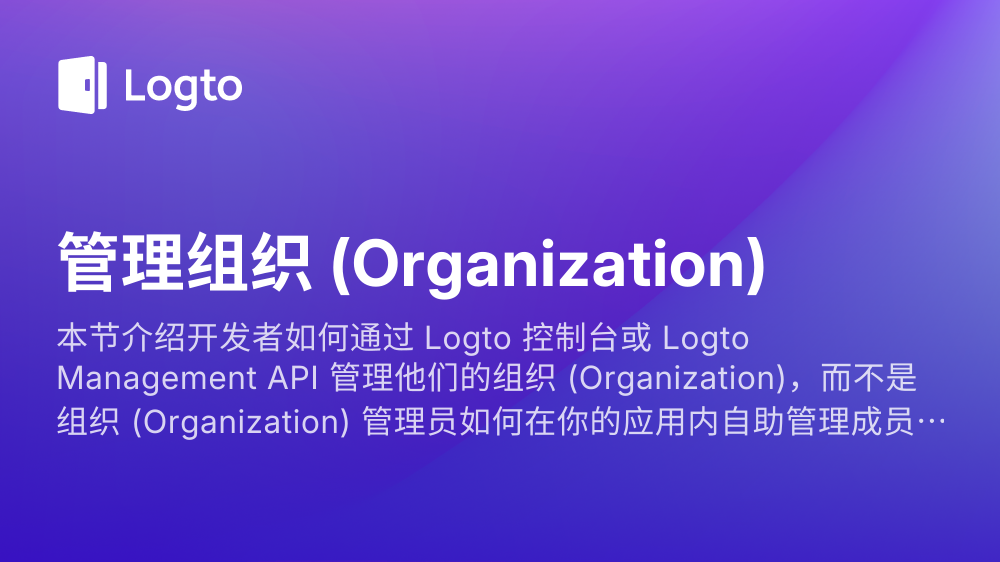 Logto
管理组织 (Organization)
本节介绍开发者如何通过 Logto 控制台或 Logto
Management API 管理他们的组织 (Organization)，而不是
组织 (Organization) 管理员如何在你的应用内自助管理成员…